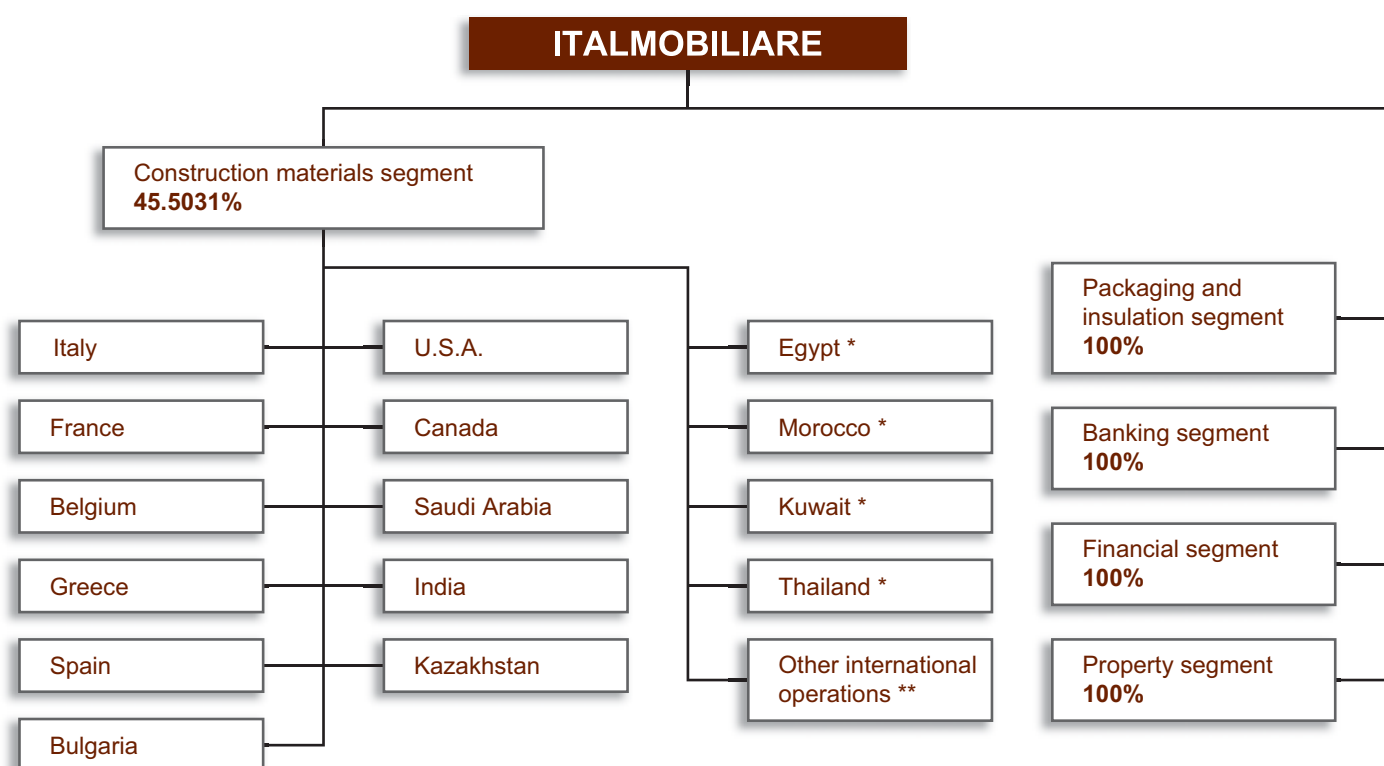 ITALMOBILIARE
Construction materials segment
45.5031%
Italy
France
Belgium
Greece
Spain
Bulgaria
U.S.A.
Canada
Saudi Arabia
India
Kazakhstan
Egypt *
Morocco *
Kuwait *
Thailand *
Other international
operations **
Packaging and
insulation segment
100%
Banking segment
100%
Financial segment
100%
Property segment
100%